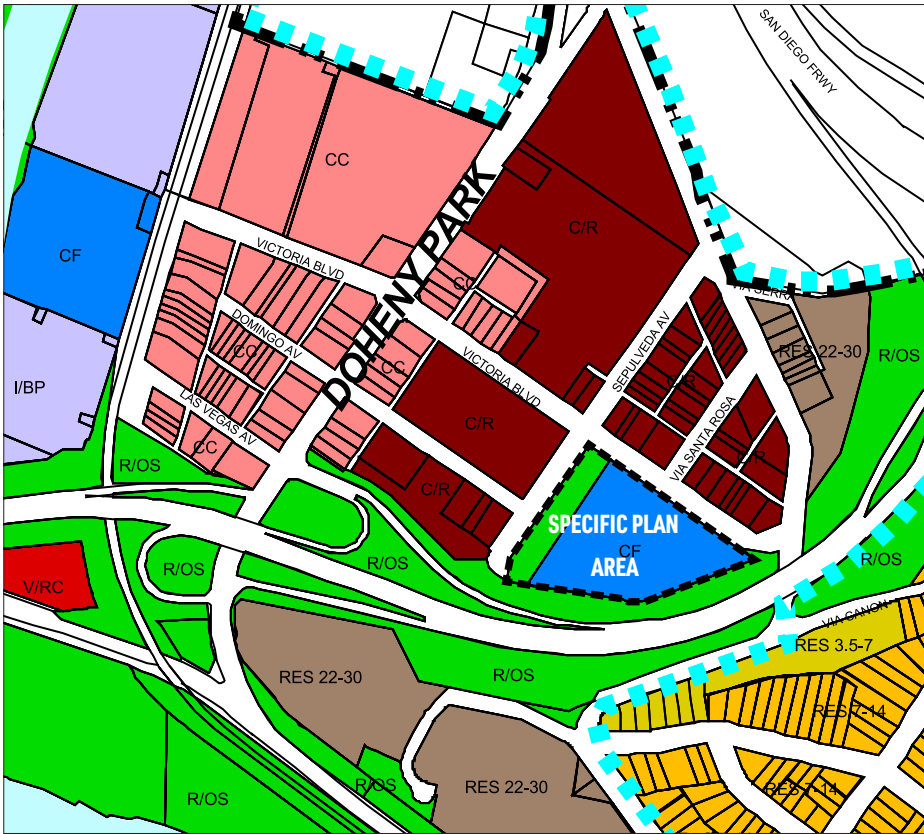 SAN DIEGO FRWY
CC
DOHENY PARK
C/R
CF
VICTORIA BLVD
CC
VIA SERRA
DOMINGO AV
SEPULVEDA AV
CC
RES 22-30
R/OS
CC
VICTORIA BLVD
C/R
I/BP
LAS VEGAS AV
VIA SANTA ROSA
C/R
CC
C/R
R/OS
C/R
SPECIFIC PLAN
CF
AREA
R/OS
R/OS
R/OS
V/RC
VIA CANON
RES 3.5-7
RES 22-30
R/OS
RES 7-14
R/OS
RES 22-30
RES 7-14
R/OS